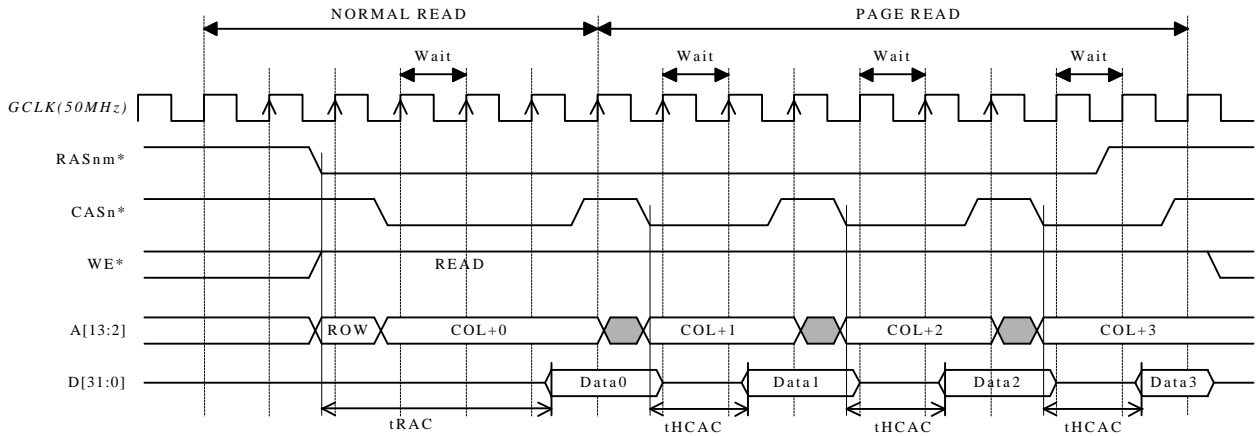 NORMAL READ PAGE READ
Wait Wait Wait Wait
GCLK(50MHz)
RASnm*
CASn*
WE* READ
A[13:2] ROW COL+0 COL+1 COL+2 COL+3
D[31:0] Data0 Data1 Data2 Data3
tRAC tHCAC tHCAC tHCAC